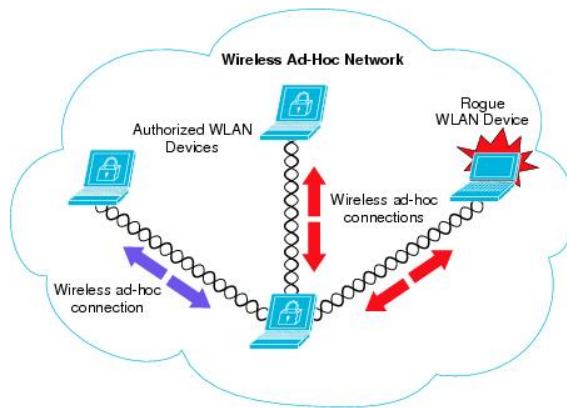 Wireless Ad-Hoc Network
Rogue
WLAN Device
Authorized WLAN
Devices
Wireless ad-hoc
connections
Wireless ad-hoc
connection